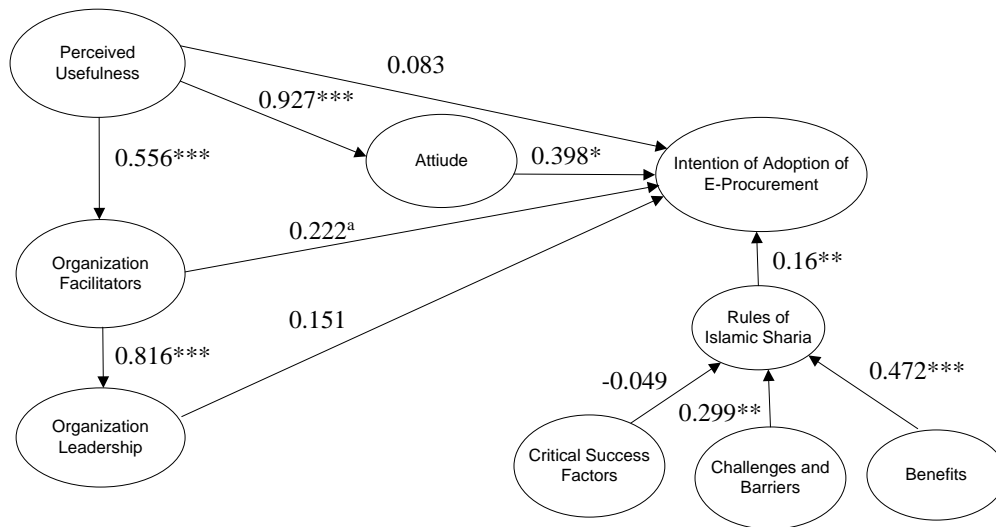 Perceived
Usefulness
0.083
0.927***
0.556***
Attiude
0.398*
Intention of Adoption of
E-Procurement
0.222ᵃ
Organization
Facilitators
0.16**
0.151
Rules of
Islamic Sharia
0.816***
-0.049
0.472***
0.299**
Organization
Leadership
Critical Success
Factors
Challenges and
Barriers
Benefits